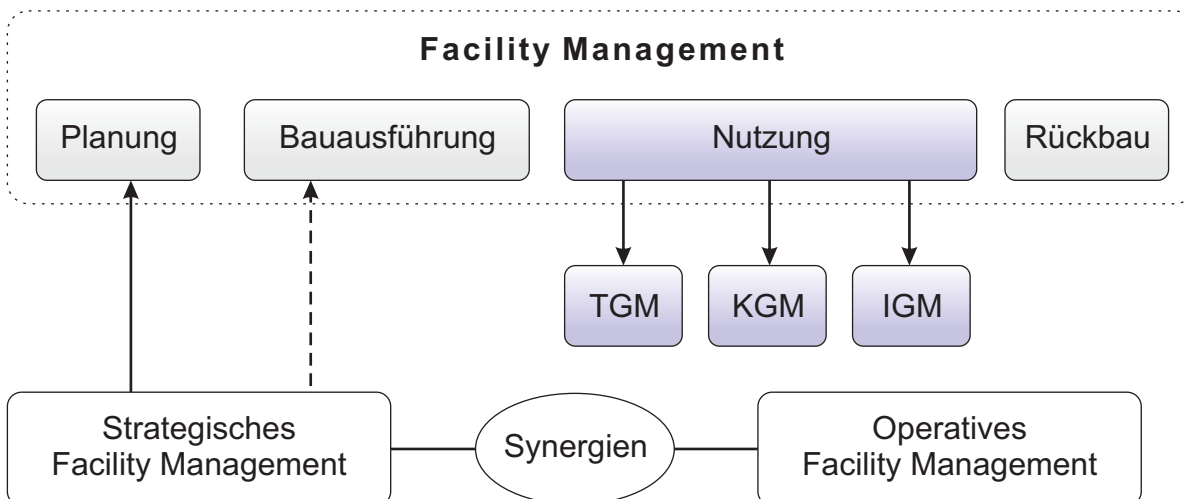 Facility Management
Planung
Bauausführung
Nutzung
Rückbau
TGM
KGM
IGM
Strategisches
Facility Management
Synergien
Operatives
Facility Management